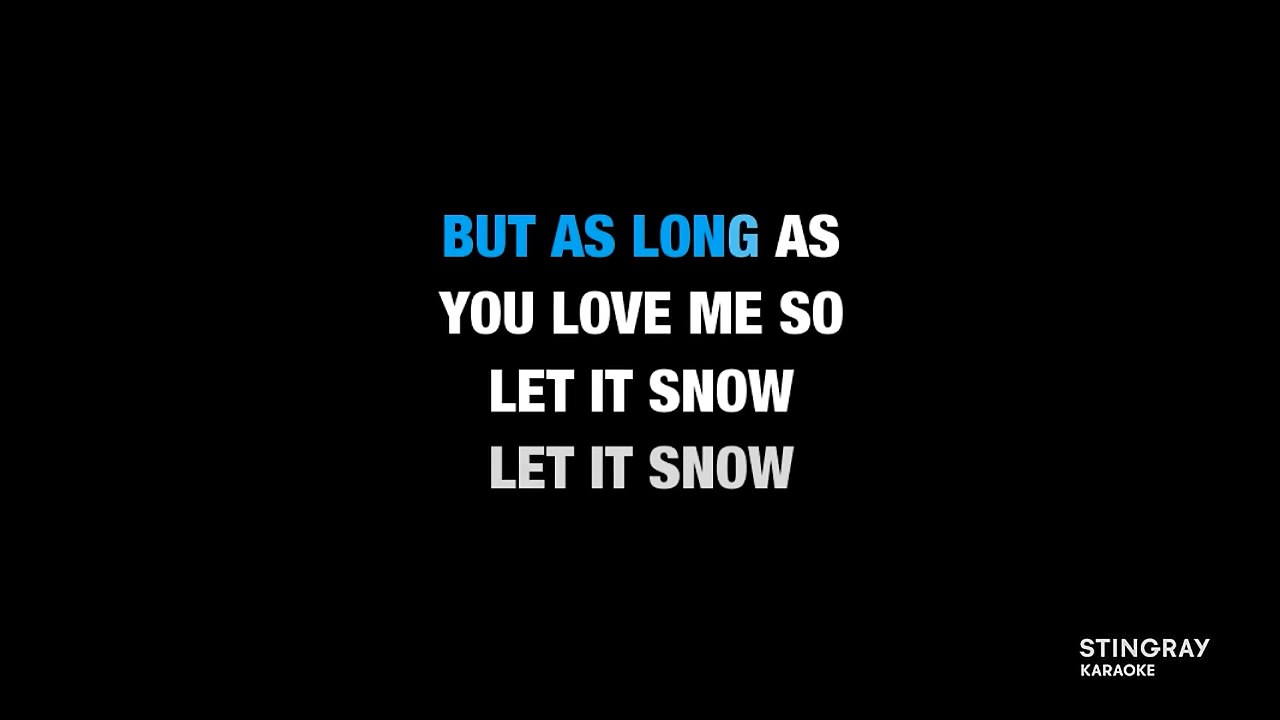 BUT AS LONG AS
YOU LOVE ME SO
LET IT SNOW
LET IT SNOW
STINGRAY
KARAOKE